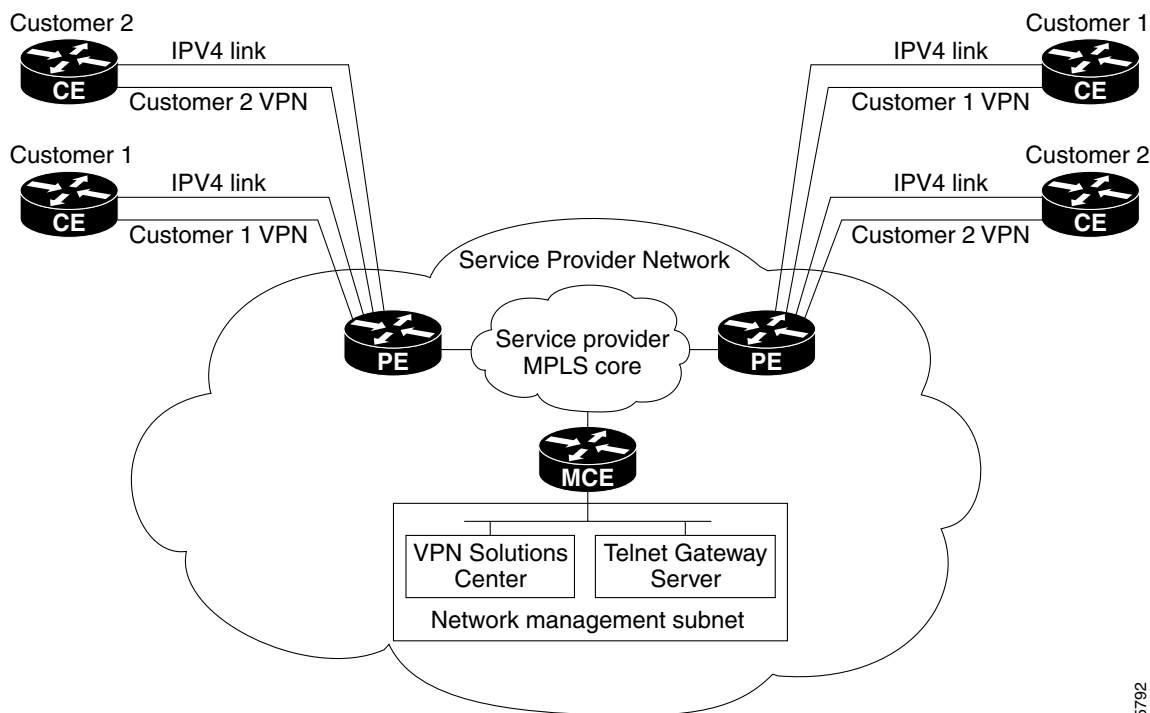 Customer 2
IPV4 link
CE
Customer 2 VPN
Customer 1
IPV4 link
CE
Customer 1 VPN
Customer 1
IPV4 link
CE
Customer 1 VPN
Customer 2
IPV4 link
CE
Customer 2 VPN
Service Provider Network
PE
Service provider
MPLS core
PE
MCE
VPN Solutions
Center
Telnet Gateway
Server
Network management subnet